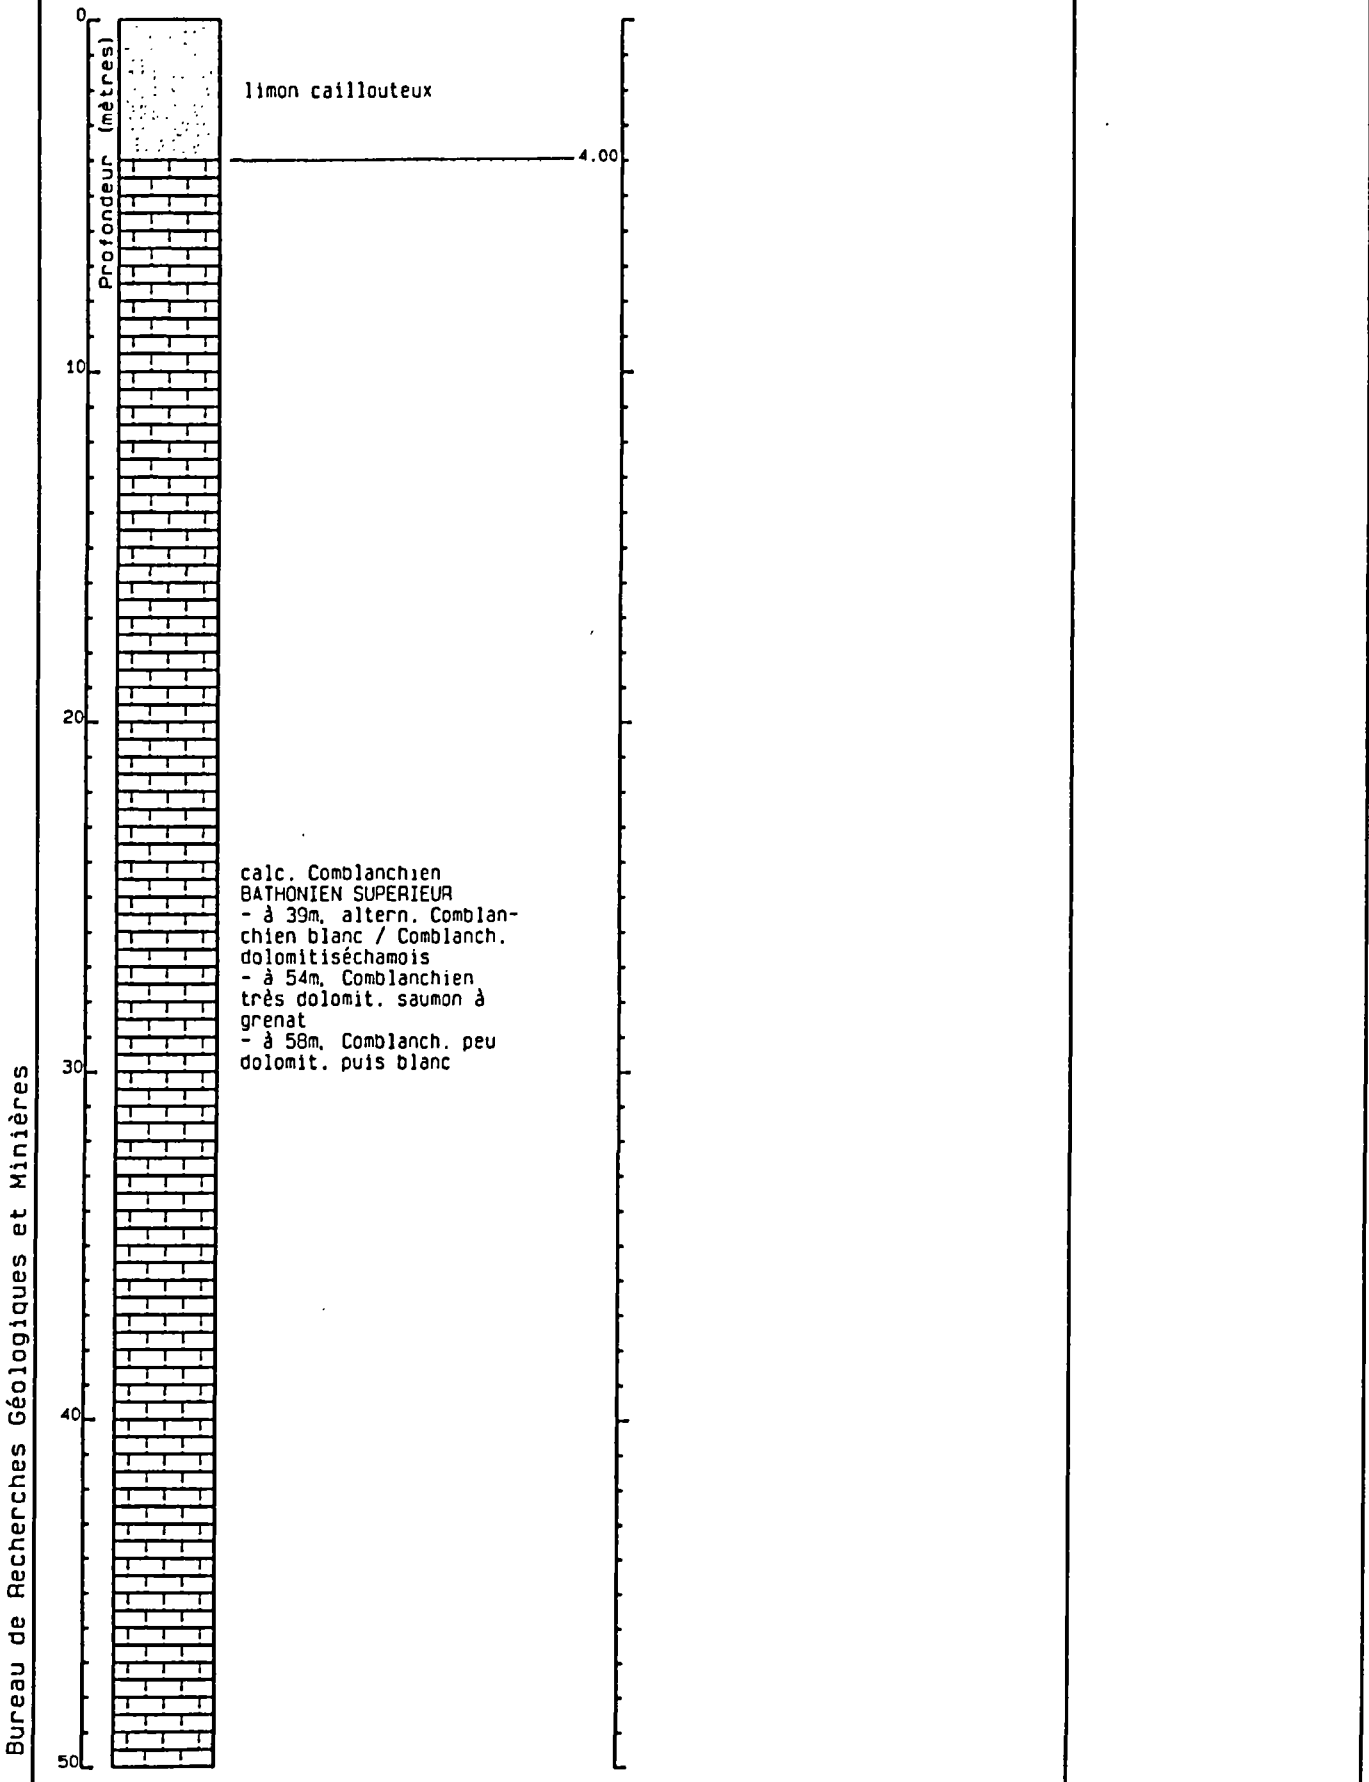 0
Profondeur (mètres)
limon caillouteux
4.00
10
20
calc. Comblanchien
BATHONIEN SUPERIEUR
- à 39m, altern. Comblan-
chien blanc / Comblanch.
dolomitiséchamois
- à 54m, Comblanchien
très dolomit. saumon à
grenat
- à 58m, Comblanch. peu
dolomit. puis blanc
30
40
50
Bureau de Recherches Géologiques et Minières